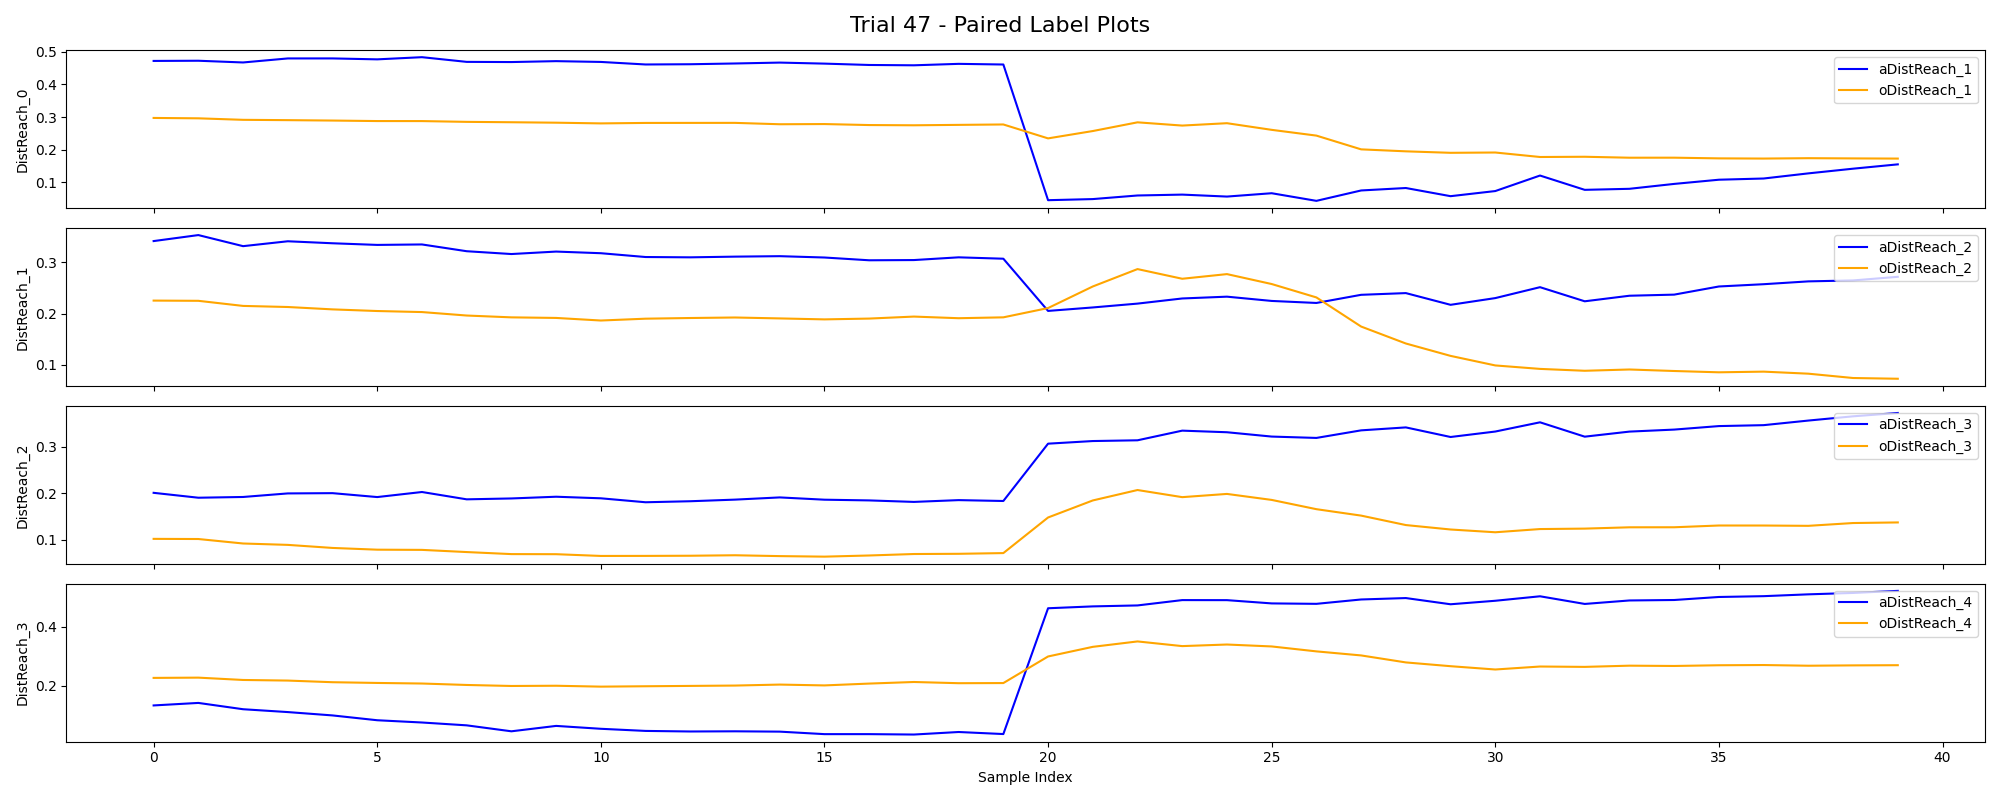 Trial 47 - Paired Label Plots
DistReach_0
0.5
0.4
0.3
0.2
0.1
aDistReach_1
oDistReach_1
DistReach_1
0.3
0.2
0.1
aDistReach_2
oDistReach_2
DistReach_2
0.3
0.2
0.1
aDistReach_3
oDistReach_3
DistReach_3
0.4
0.2
aDistReach_4
oDistReach_4
0 5 10 15 20 25 30 35 40
Sample Index